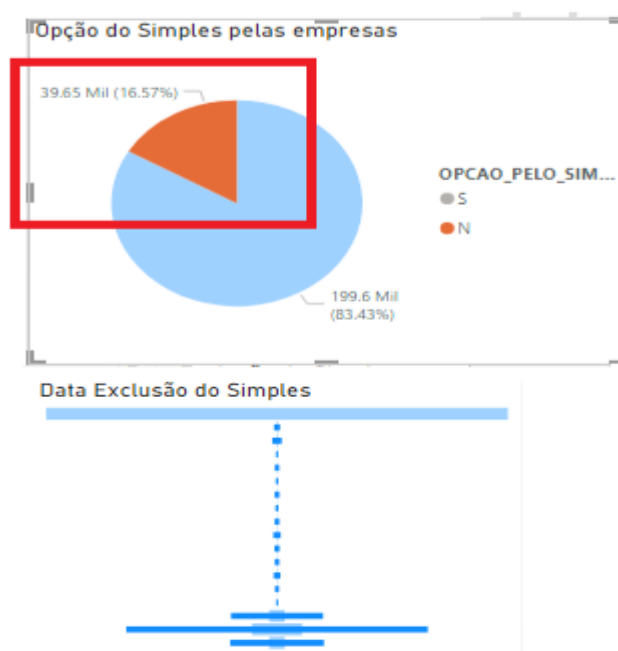 Opção do Simples pelas empresas
39.65 Mil (16.57%)
OPCAO_PELO_SIM...
S
N
199.6 Mil
(83.43%)
Data Exclusão do Simples